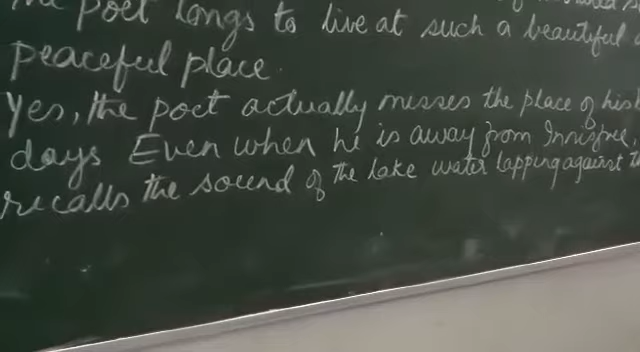 the poet longs to live at such a beautiful
peaceful place.
Yes, the poet actually misses the place of his
days Even when he is away from Innisfree,
recalls the sound of the lake water lapping against